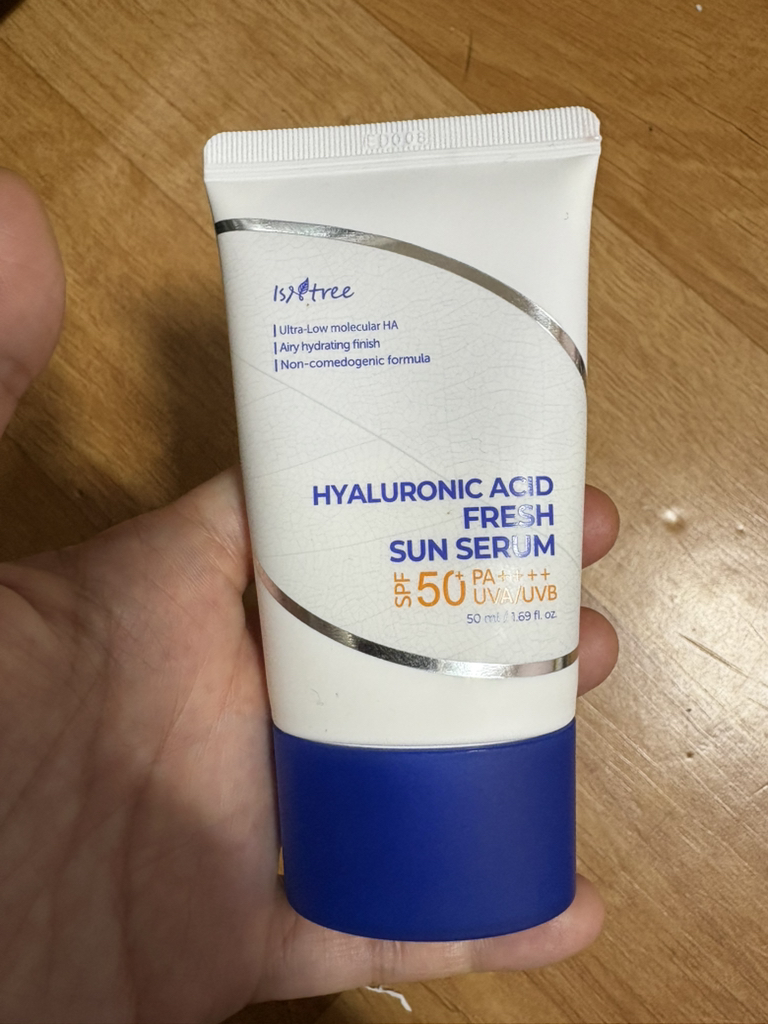 ED008
Isntree
Ultra-Low molecular HA
Airy hydrating finish
Non-comedogenic formula
HYALURONIC ACID
FRESH
SUN SERUM
SPF 50+ PA++++
UVA/UVB
50 ml / 1.69 fl. oz.